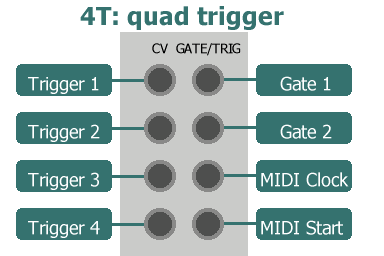 4T: quad trigger
CV GATE/TRIG
Trigger 1 Gate 1
Trigger 2 Gate 2
Trigger 3 MIDI Clock
Trigger 4 MIDI Start